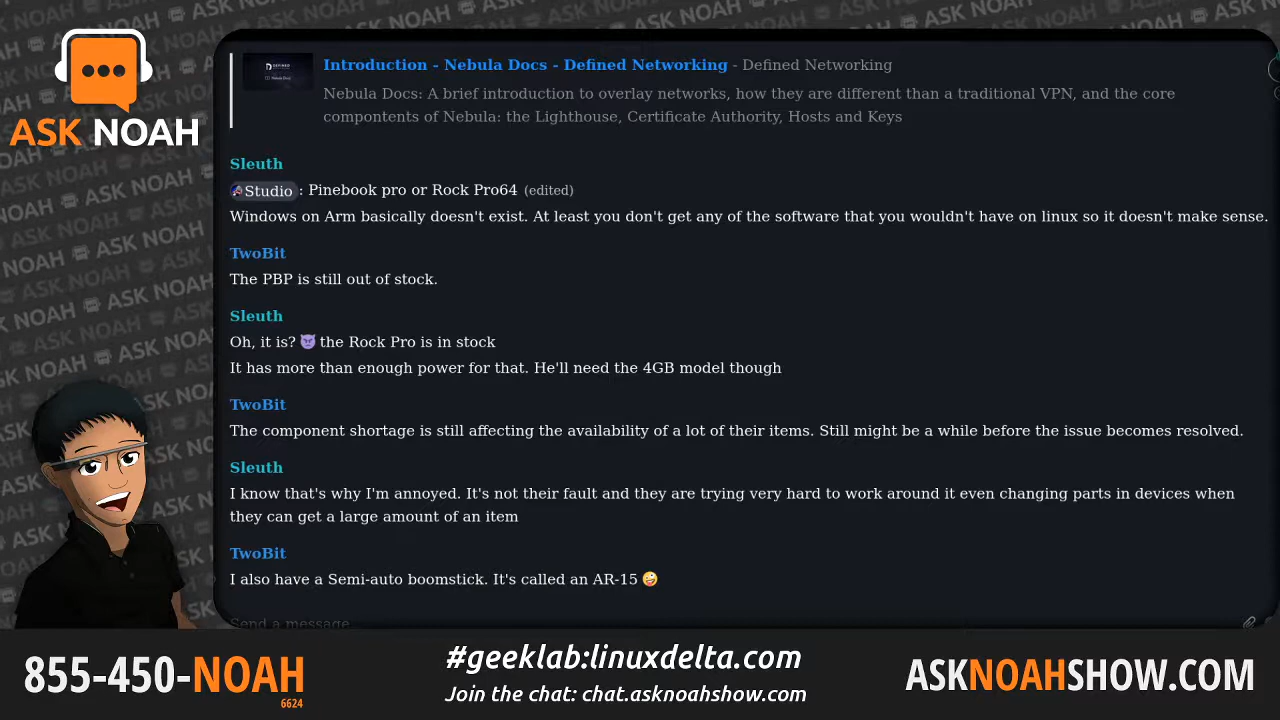 ASK NOAH
Introduction - Nebula Docs - Defined Networking - Defined Networking
Nebula Docs: A brief introduction to overlay networks, how they are different than a traditional VPN, and the core
compontents of Nebula: the Lighthouse, Certificate Authority, Hosts and Keys
Sleuth
Studio : Pinebook pro or Rock Pro64 (edited)
Windows on Arm basically doesn't exist. At least you don't get any of the software that you wouldn't have on linux so it doesn't make sense.
TwoBit
The PBP is still out of stock.
Sleuth
Oh, it is? 👿 the Rock Pro is in stock
It has more than enough power for that. He'll need the 4GB model though
TwoBit
The component shortage is still affecting the availability of a lot of their items. Still might be a while before the issue becomes resolved.
Sleuth
I know that's why I'm annoyed. It's not their fault and they are trying very hard to work around it even changing parts in devices when
they can get a large amount of an item
TwoBit
I also have a Semi-auto boomstick. It's called an AR-15 🤪
Send a message
855-450-NOAH
6624
#geeklab:linuxdelta.com
Join the chat: chat.asknoahshow.com
ASKNOAHSHOW.COM